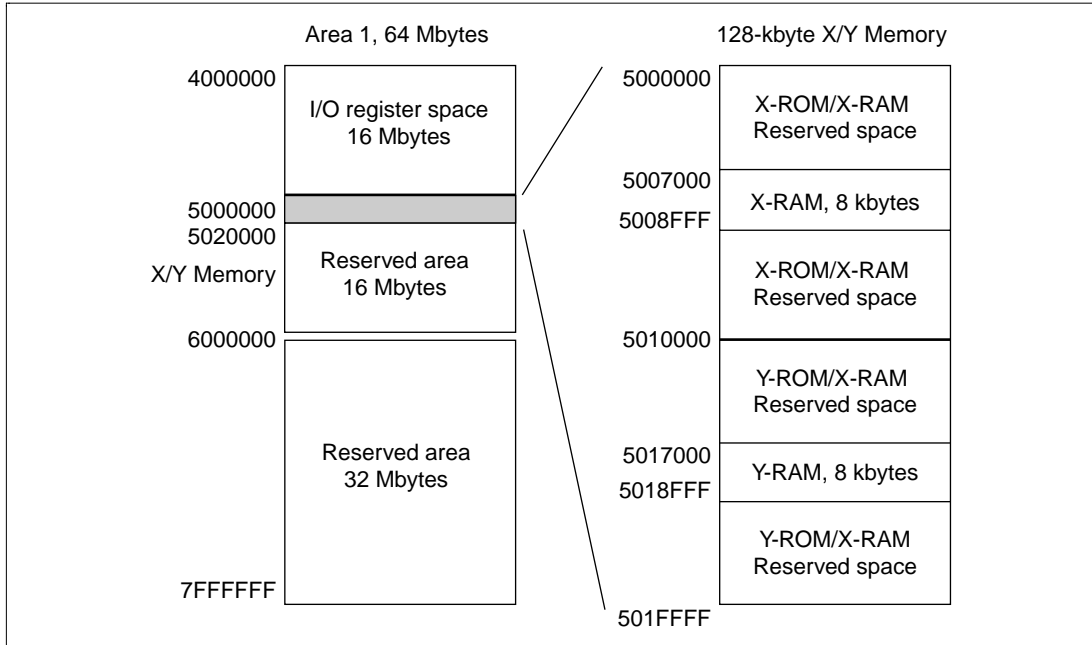 Area 1, 64 Mbytes
4000000
I/O register space
16 Mbytes
5000000
5020000
X/Y Memory
Reserved area
16 Mbytes
6000000
Reserved area
32 Mbytes
7FFFFFF
128-kbyte X/Y Memory
5000000
X-ROM/X-RAM
Reserved space
5007000
X-RAM, 8 kbytes
5008FFF
X-ROM/X-RAM
Reserved space
5010000
Y-ROM/X-RAM
Reserved space
5017000
Y-RAM, 8 kbytes
5018FFF
Y-ROM/X-RAM
Reserved space
501FFFF